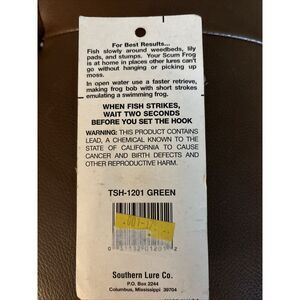 For Best Results...
Fish slowly around weedbeds, lily
pads, and stumps. Your Scum Frog
is at home in places other lures can't
go without hanging or picking up
moss.
In open water use a faster retrieve,
making frog bob with short strokes
emulating a swimming frog.
WHEN FISH STRIKES,
WAIT TWO SECONDS
BEFORE YOU SET THE HOOK
WARNING: THIS PRODUCT CONTAINS
LEAD, A CHEMICAL KNOWN TO THE
STATE OF CALIFORNIA TO CAUSE
CANCER AND BIRTH DEFECTS AND
OTHER REPRODUCTIVE HARM.
TSH-1201 GREEN
Southern Lure Co.
P.O. Box 2244
Columbus, Mississippi 39704